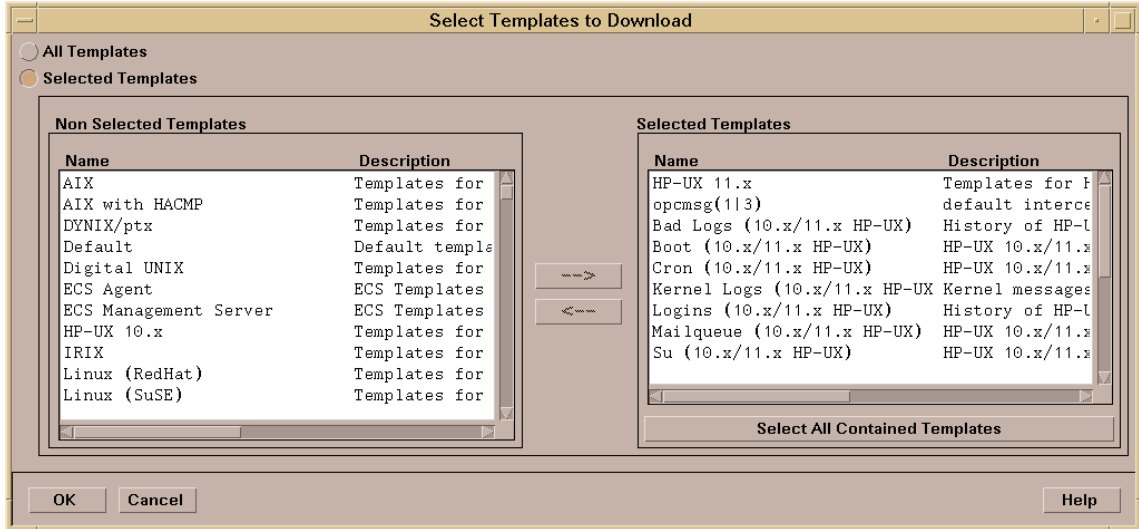 Select Templates to Download
All Templates
Selected Templates
Non Selected Templates
Name Description
AIX Templates for
AIX with HACMP Templates for
DYNIX/ptx Templates for
Default Default templa
Digital UNIX Templates for
ECS Agent ECS Templates
ECS Management Server ECS Templates
HP-UX 10.x Templates for
IRIX Templates for
Linux (RedHat) Templates for
Linux (SuSE) Templates for
-->
<--
Selected Templates
Name Description
HP-UX 11.x Templates for H
opcmsg(1|3) default interce
Bad Logs (10.x/11.x HP-UX) History of HP-U
Boot (10.x/11.x HP-UX) HP-UX 10.x/11.x
Cron (10.x/11.x HP-UX) HP-UX 10.x/11.x
Kernel Logs (10.x/11.x HP-UX Kernel messages
Logins (10.x/11.x HP-UX) History of HP-U
Mailqueue (10.x/11.x HP-UX) HP-UX 10.x/11.x
Su (10.x/11.x HP-UX) HP-UX 10.x/11.x
Select All Contained Templates
OK Cancel Help